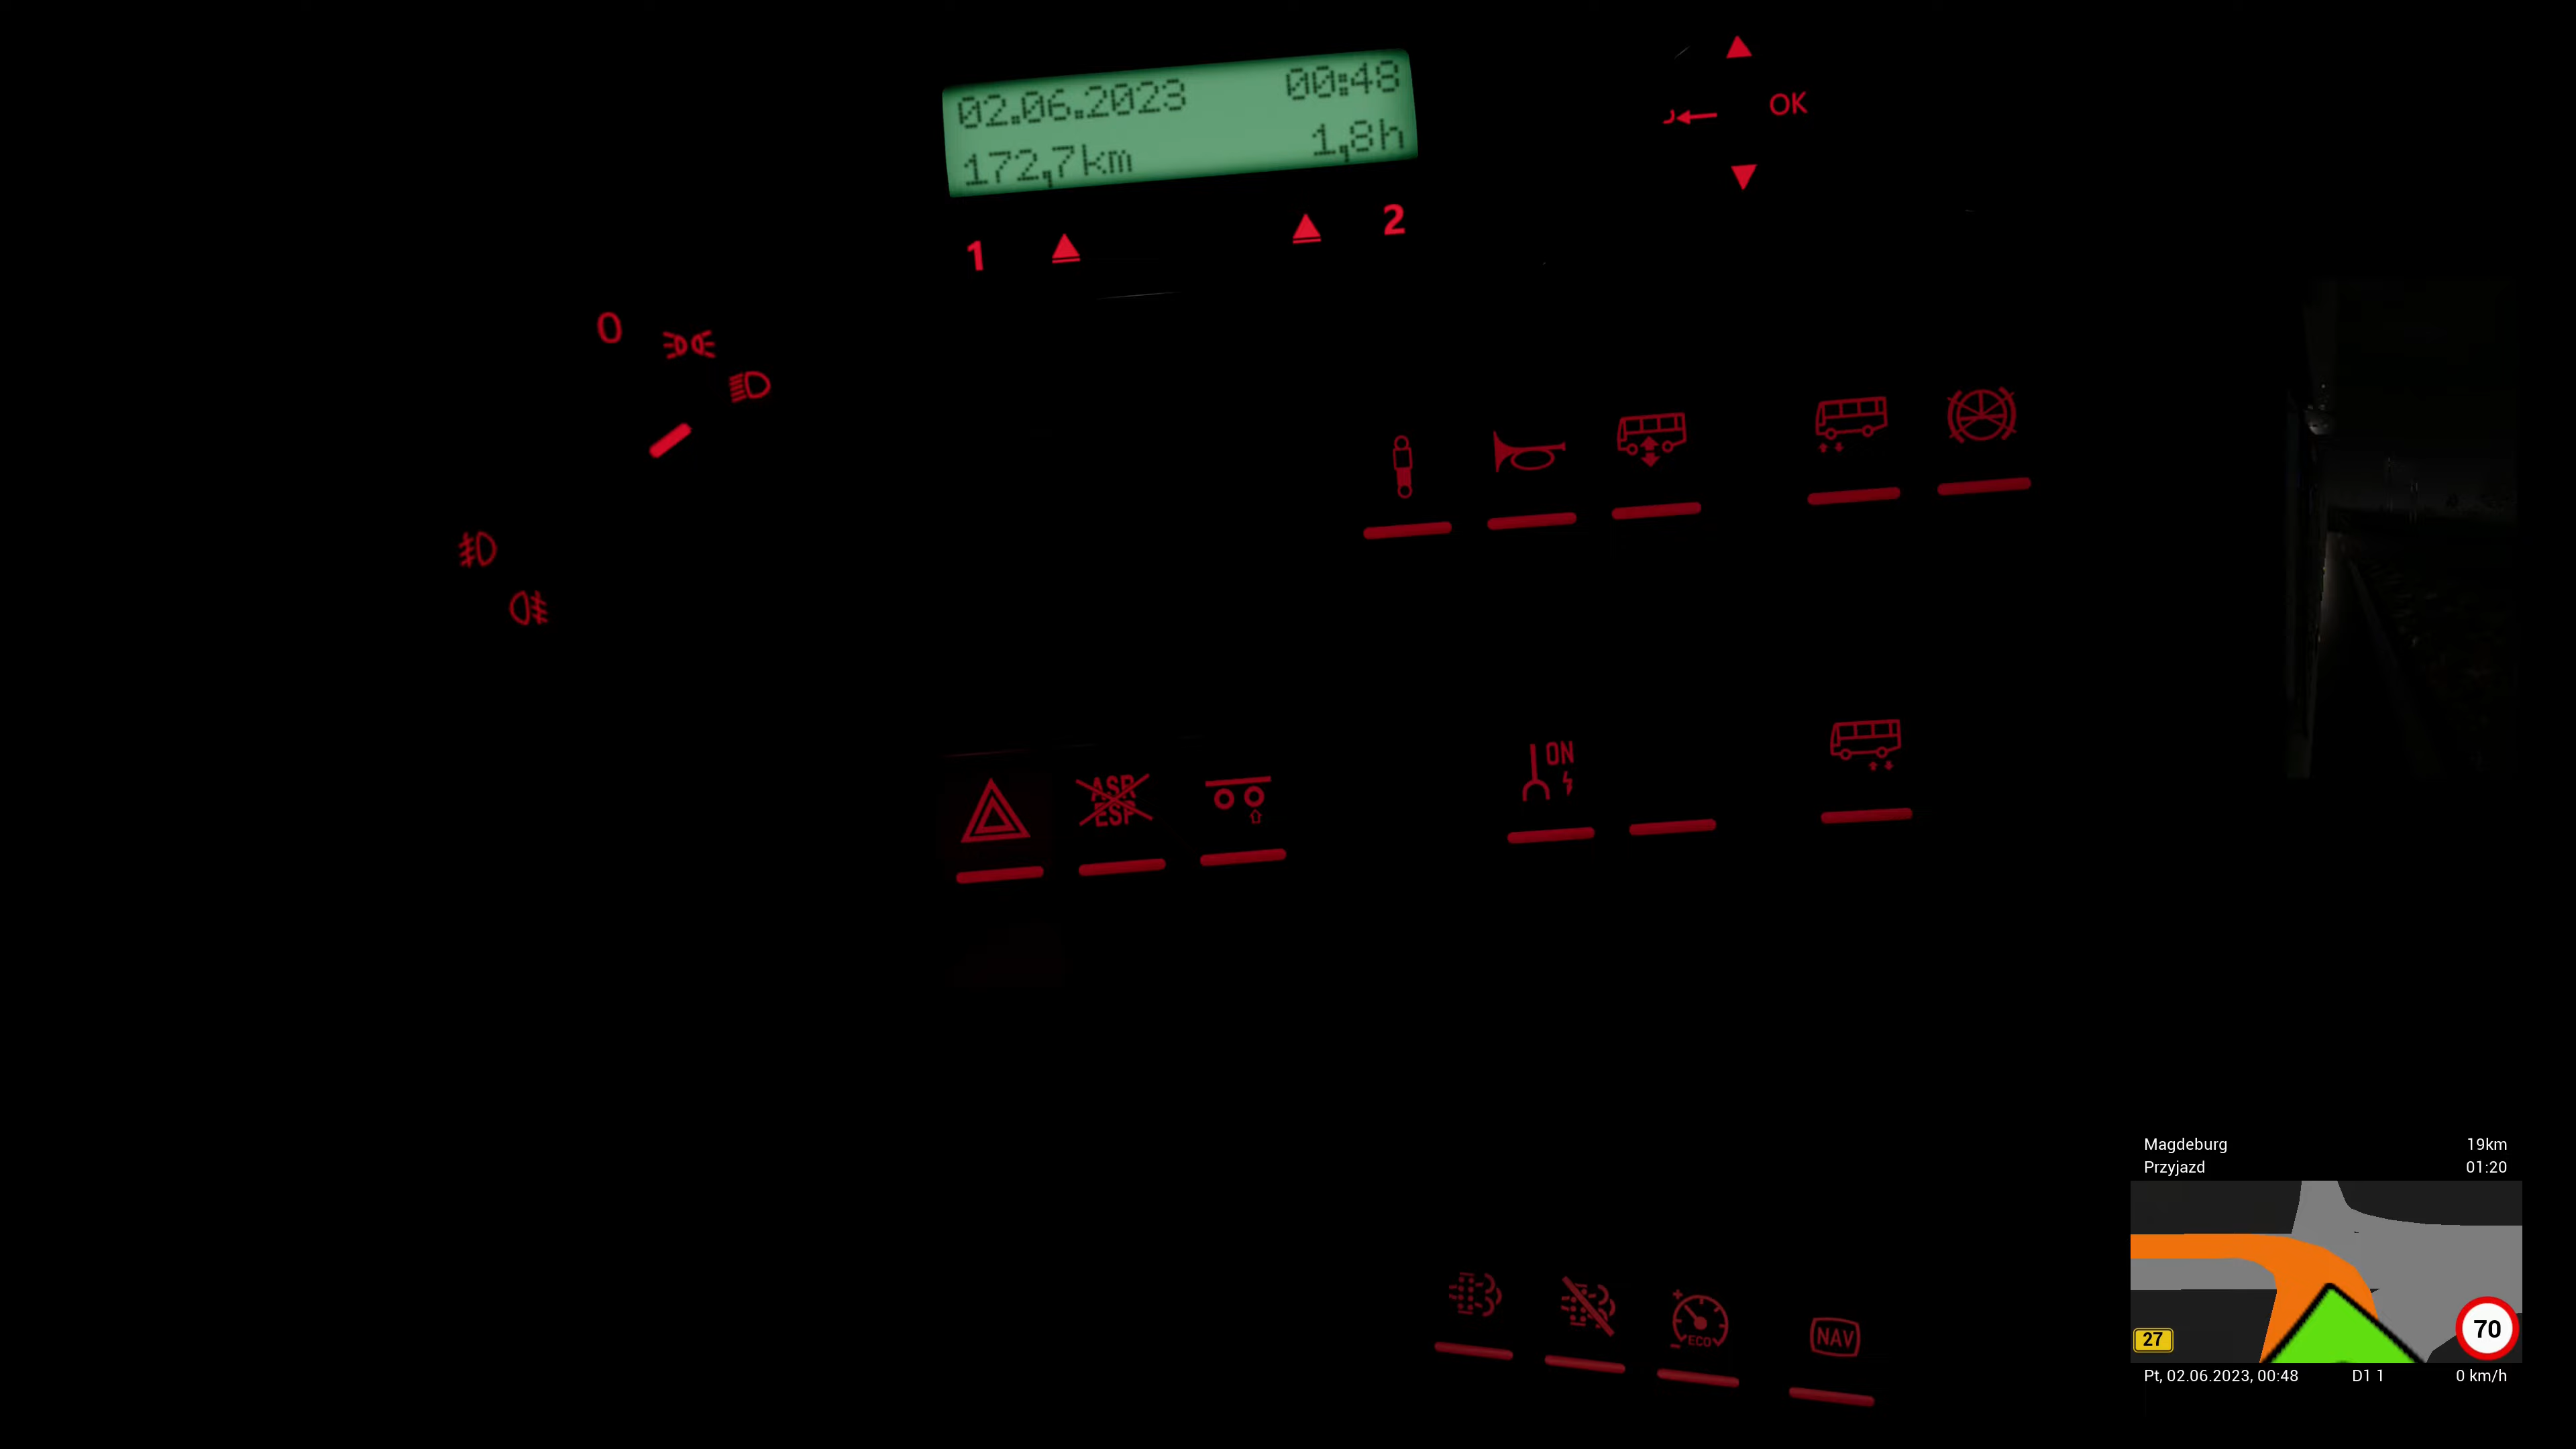 02.06.2023 00:48
172,7km 1,8h
1 2
OK
0
ASR
ESP
ON
ECO
NAV
Magdeburg 19km
Przyjazd 01:20
27
70
Pt, 02.06.2023, 00:48 D1 1 0 km/h